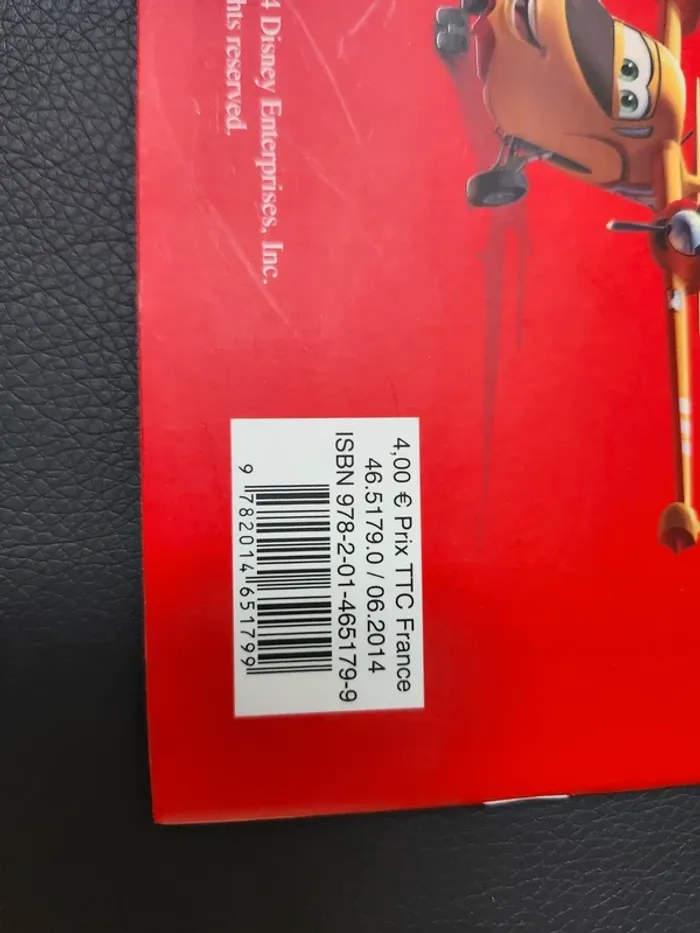 4 Disney Enterprises, Inc.
hts reserved.
4,00 € Prix TTC France
46.5179.0 / 06.2014
ISBN 978-2-01-465179-9
9 782014 651799